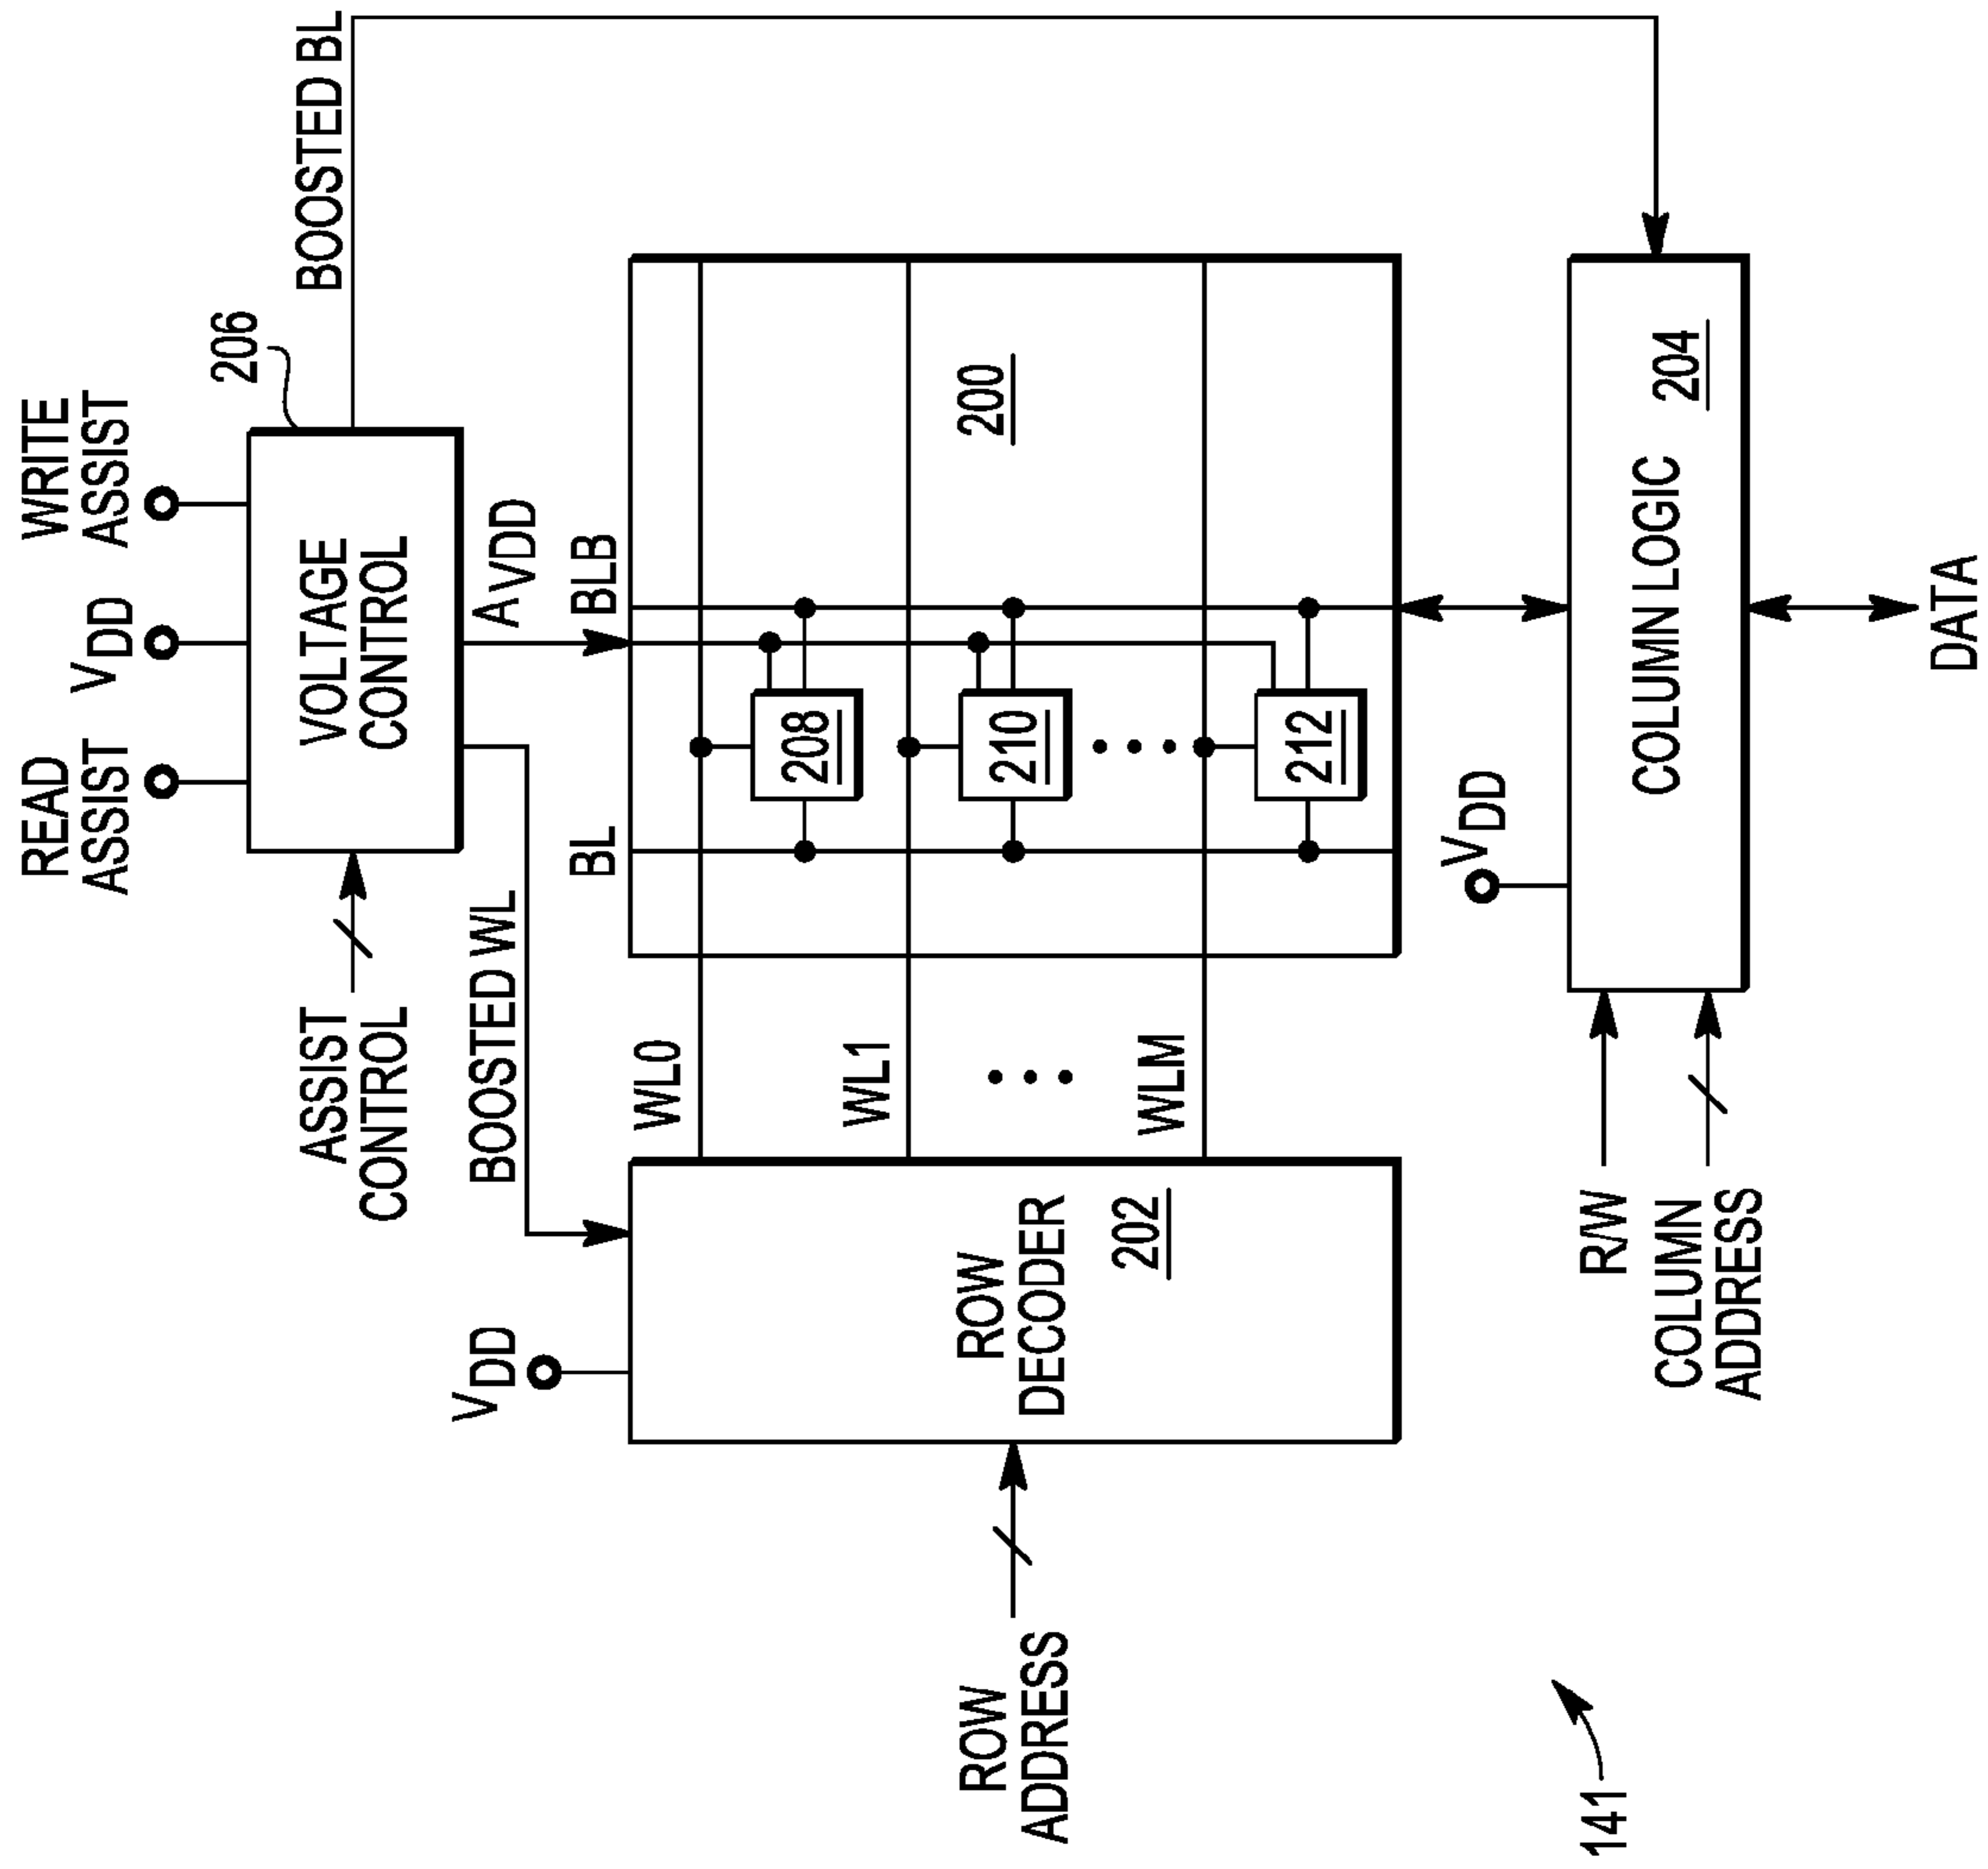 READ
ASSIST
VDD
WRITE
ASSIST
206
VOLTAGE
CONTROL
ASSIST
CONTROL
BOOSTED BL
BOOSTED WL
A VDD
BL
BLB
VDD
WL0
WL1
WLM
208
210
212
200
ROW
DECODER
202
ROW
ADDRESS
VDD
COLUMN LOGIC
204
R/W
COLUMN
ADDRESS
DATA
141